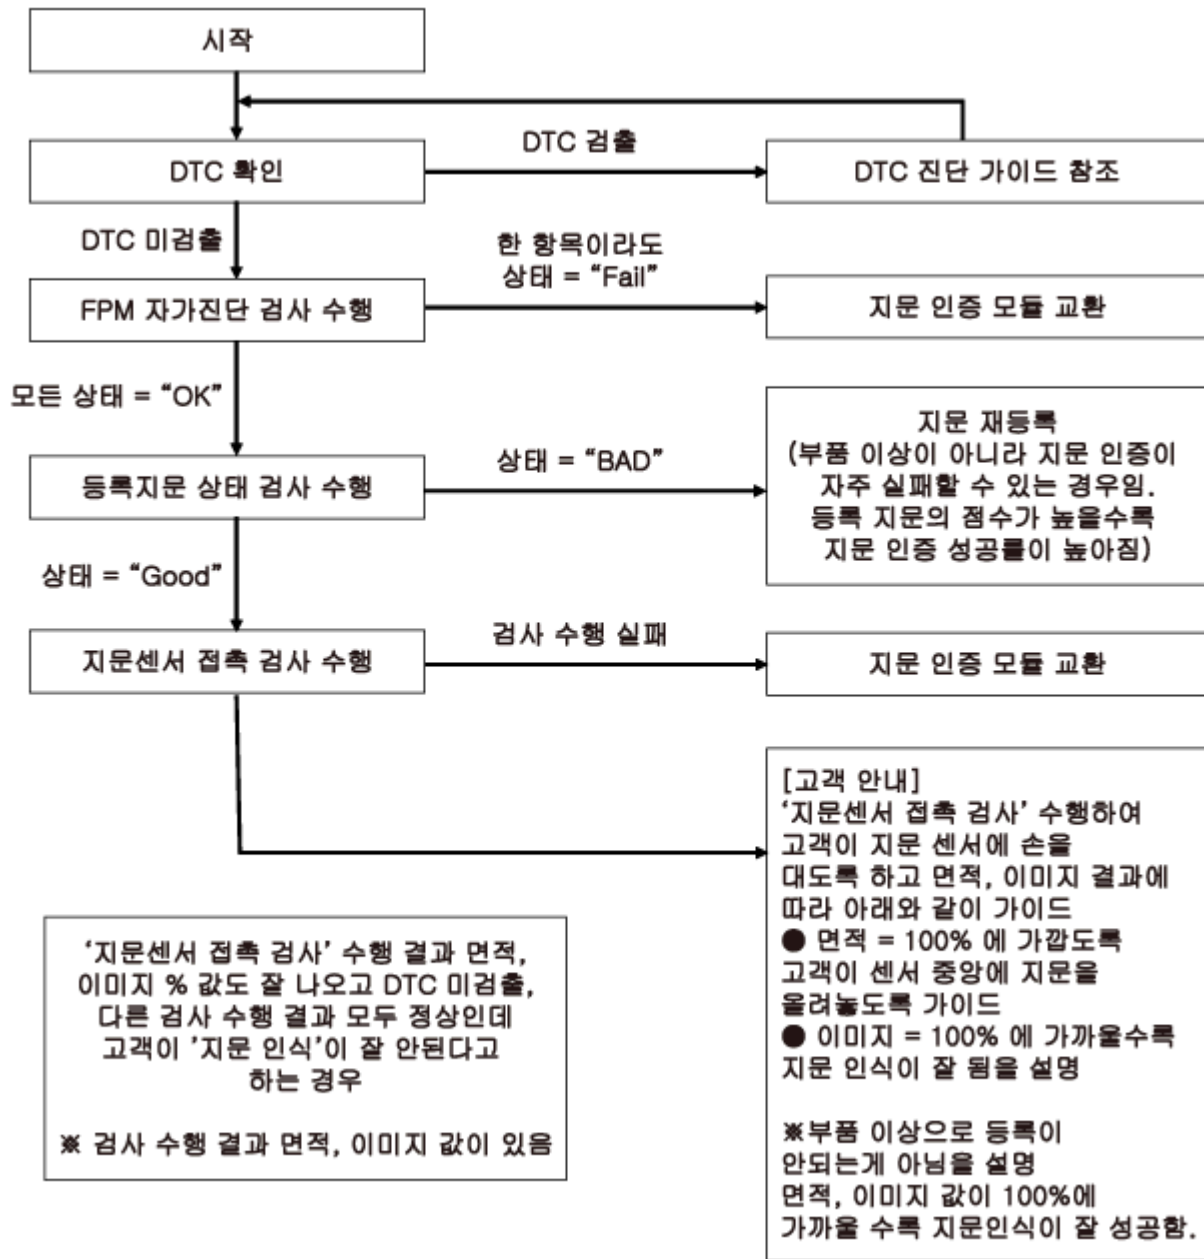 시작
DTC 확인
DTC 검출
DTC 진단 가이드 참조
DTC 미검출
FPM 자가진단 검사 수행
한 항목이라도
상태 = “Fail”
지문 인증 모듈 교환
모든 상태 = “OK”
등록지문 상태 검사 수행
상태 = “BAD”
지문 재등록
(부품 이상이 아니라 지문 인증이
자주 실패할 수 있는 경우임.
등록 지문의 점수가 높을수록
지문 인증 성공률이 높아짐)
상태 = “Good”
지문센서 접촉 검사 수행
검사 수행 실패
지문 인증 모듈 교환
‘지문센서 접촉 검사’ 수행 결과 면적,
이미지 % 값도 잘 나오고 DTC 미검출,
다른 검사 수행 결과 모두 정상인데
고객이 ’지문 인식’이 잘 안된다고
하는 경우
※ 검사 수행 결과 면적, 이미지 값이 있음
[고객 안내]
‘지문센서 접촉 검사’ 수행하여
고객이 지문 센서에 손을
대도록 하고 면적, 이미지 결과에
따라 아래와 같이 가이드
● 면적 = 100% 에 가깝도록
고객이 센서 중앙에 지문을
올려놓도록 가이드
● 이미지 = 100% 에 가까울수록
지문 인식이 잘 됨을 설명
※부품 이상으로 등록이
안되는게 아님을 설명
면적, 이미지 값이 100%에
가까울 수록 지문인식이 잘 성공함.